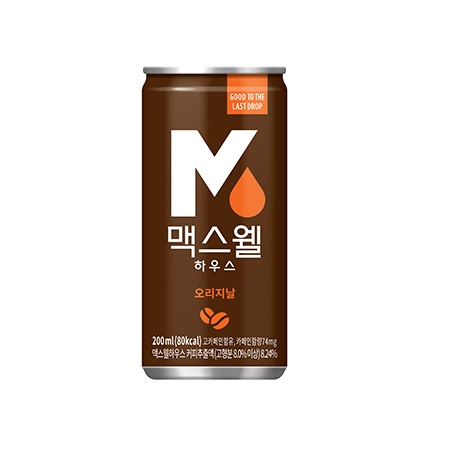 GOOD TO THE
LAST DROP
M
맥스웰
하우스
오리지날
200ml(80kcal) 고카페인함유, 카페인함량74mg
맥스웰하우스 커피추출액(고형분8.0%이상)8.24%